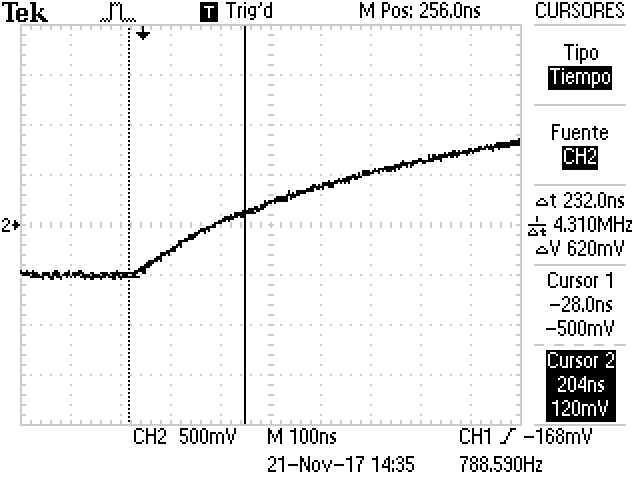 Tek T Trig'd M Pos: 256.0ns CURSORES
Tipo
Tiempo
Fuente
CH2
△t 232.0ns
4.310MHz
△V 620mV
Cursor 1
-28.0ns
-500mV
Cursor 2
204ns
120mV
2
CH2 500mV M 100ns CH1 -168mV
21-Nov-17 14:35 788.590Hz